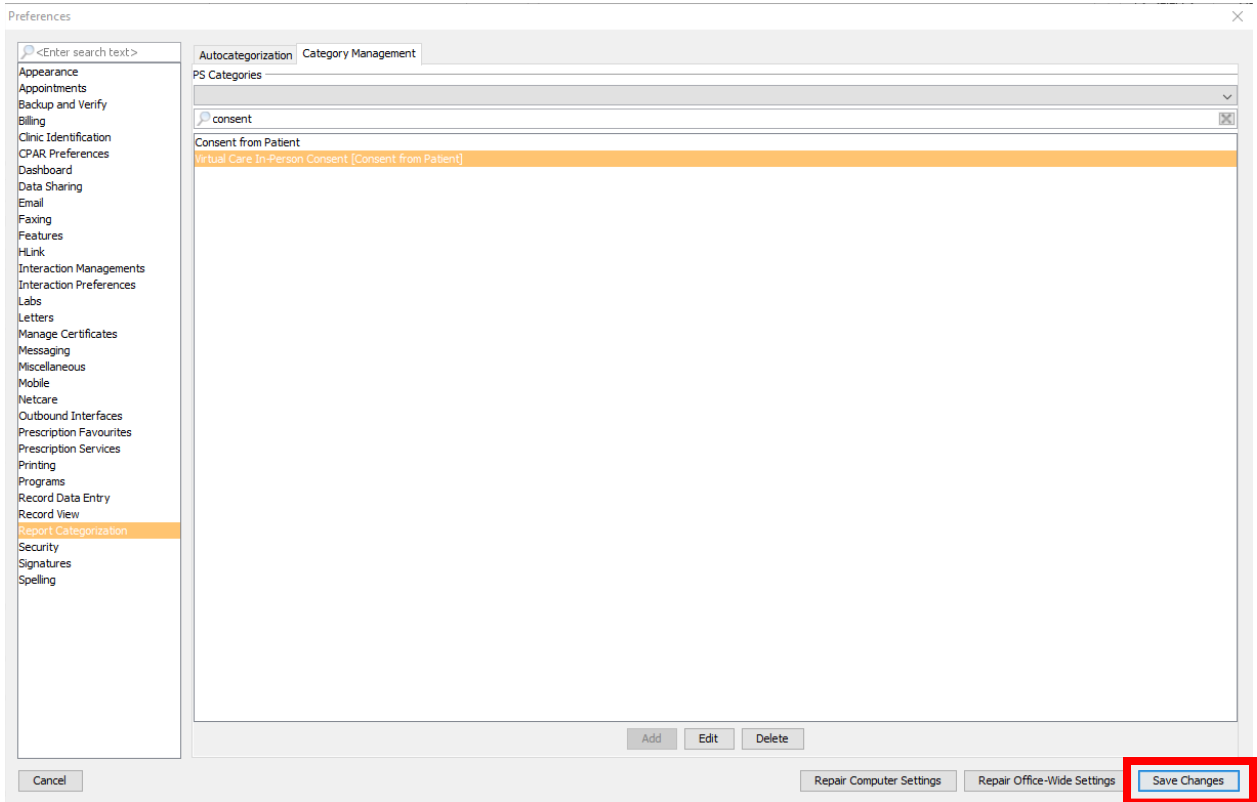 Preferences
<Enter search text>
Appearance
Appointments
Backup and Verify
Billing
Clinic Identification
CPAR Preferences
Dashboard
Data Sharing
Email
Faxing
Features
HLink
Interaction Managements
Interaction Preferences
Labs
Letters
Manage Certificates
Messaging
Miscellaneous
Mobile
Netcare
Outbound Interfaces
Prescription Favourites
Prescription Services
Printing
Programs
Record Data Entry
Record View
Report Categorization
Security
Signatures
Spelling
Autocategorization Category Management
PS Categories
consent
Consent from Patient
Virtual Care In-Person Consent [Consent from Patient]
Add Edit Delete
Cancel Repair Computer Settings Repair Office-Wide Settings Save Changes